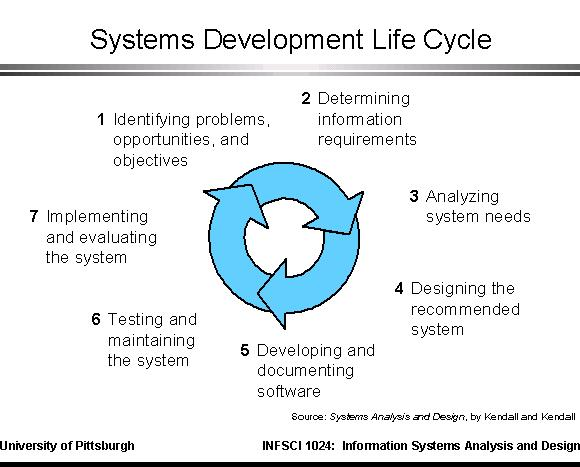 Systems Development Life Cycle
1 Identifying problems,
opportunities, and
objectives
2 Determining
information
requirements
3 Analyzing
system needs
4 Designing the
recommended
system
5 Developing and
documenting
software
6 Testing and
maintaining
the system
7 Implementing
and evaluating
the system
Source: Systems Analysis and Design, by Kendall and Kendall
University of Pittsburgh
INFSCI 1024: Information Systems Analysis and Design